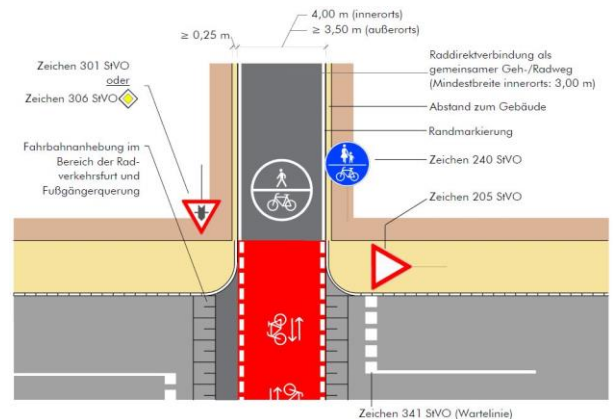 4,00 m (innerorts)
≥ 3,50 m (außerorts)
≥ 0,25 m
Zeichen 301 StVO
oder
Zeichen 306 StVO
Fahrbahnanhebung im
Bereich der Rad-
verkehrsfurt und
Fußgängerquerung
Raddirektverbindung als
gemeinsamer Geh-/Radweg
(Mindestbreite innerorts: 3,00 m)
Abstand zum Gebäude
Randmarkierung
Zeichen 240 StVO
Zeichen 205 StVO
Zeichen 341 StVO (Wartelinie)